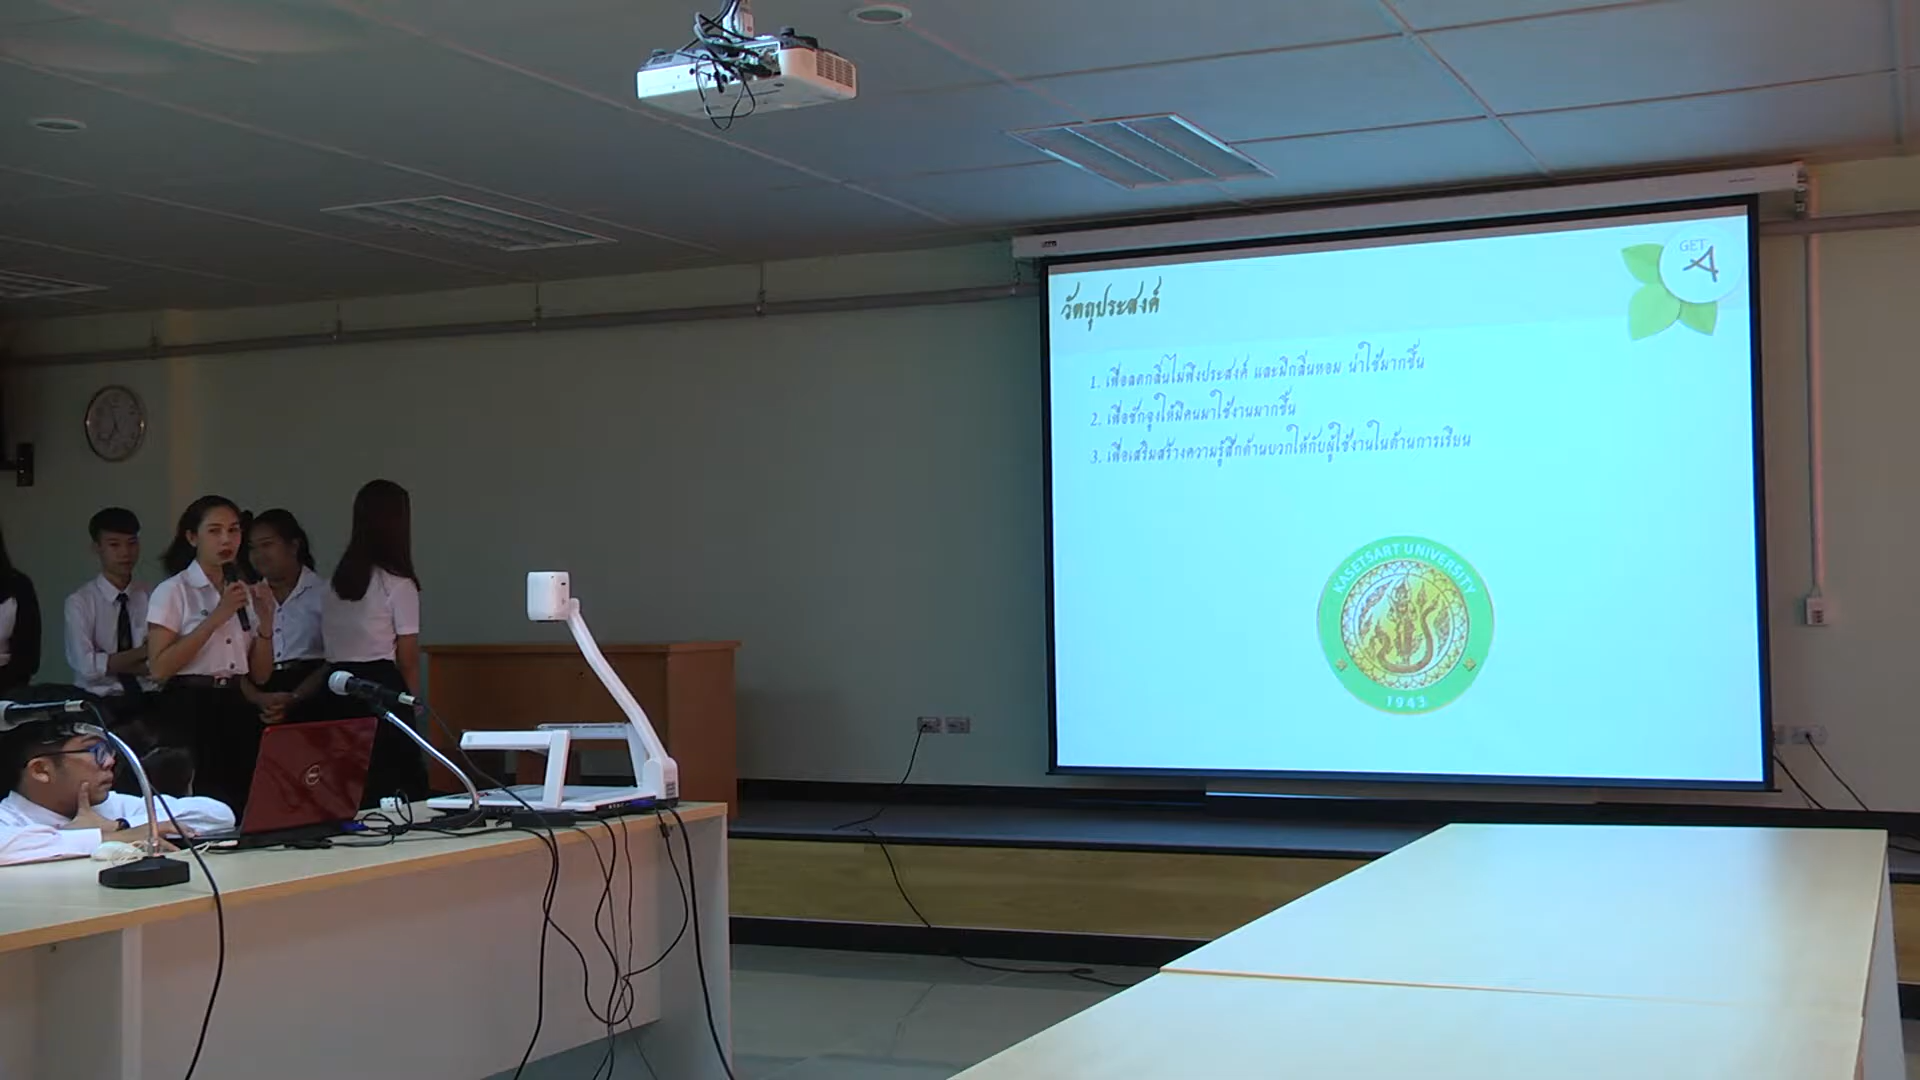 GET
A
วัตถุประสงค์
1. เพื่อลดกลิ่นไม่พึงประสงค์ และมีกลิ่นหอม น่าใช้มากขึ้น
2. เพื่อชักจูงให้มีคนมาใช้งานมากขึ้น
3. เพื่อเสริมสร้างความรู้สึกด้านบวกให้กับผู้ใช้งานในด้านการเรียน
KASETSART UNIVERSITY
1943
DELL